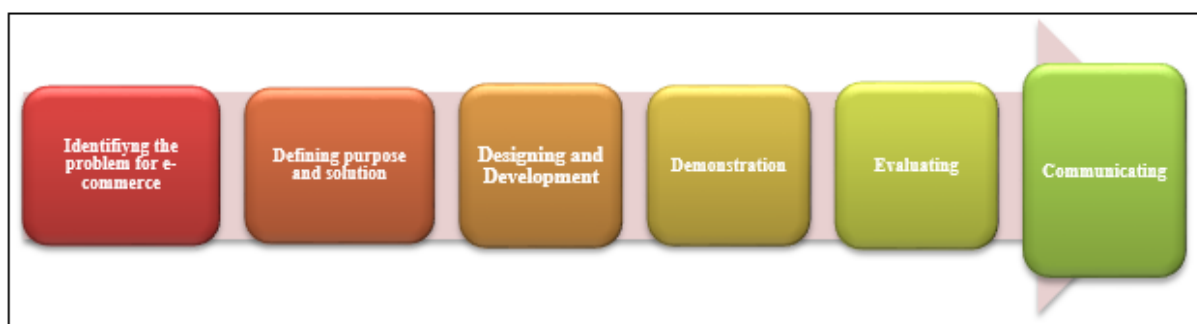 Identifiyng the
problem for e-
commerce
Defining purpose
and solution
Designing and
Development
Demonstration
Evaluating
Communicating